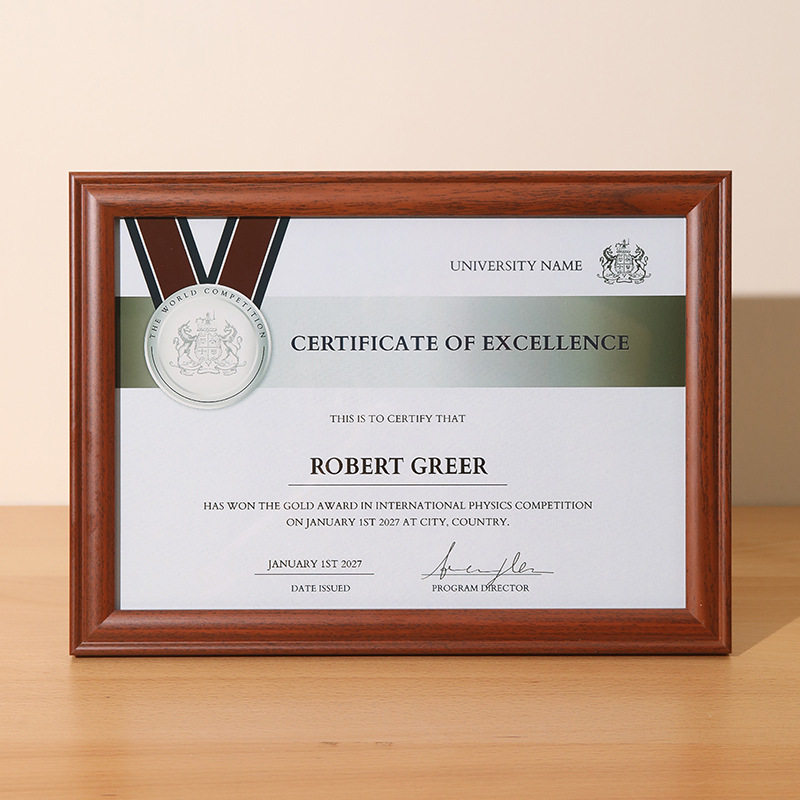 UNIVERSITY NAME
THE WORLD COMPETITION
CERTIFICATE OF EXCELLENCE
THIS IS TO CERTIFY THAT
ROBERT GREER
HAS WON THE GOLD AWARD IN INTERNATIONAL PHYSICS COMPETITION
ON JANUARY 1ST 2027 AT CITY, COUNTRY.
JANUARY 1ST 2027
DATE ISSUED
PROGRAM DIRECTOR